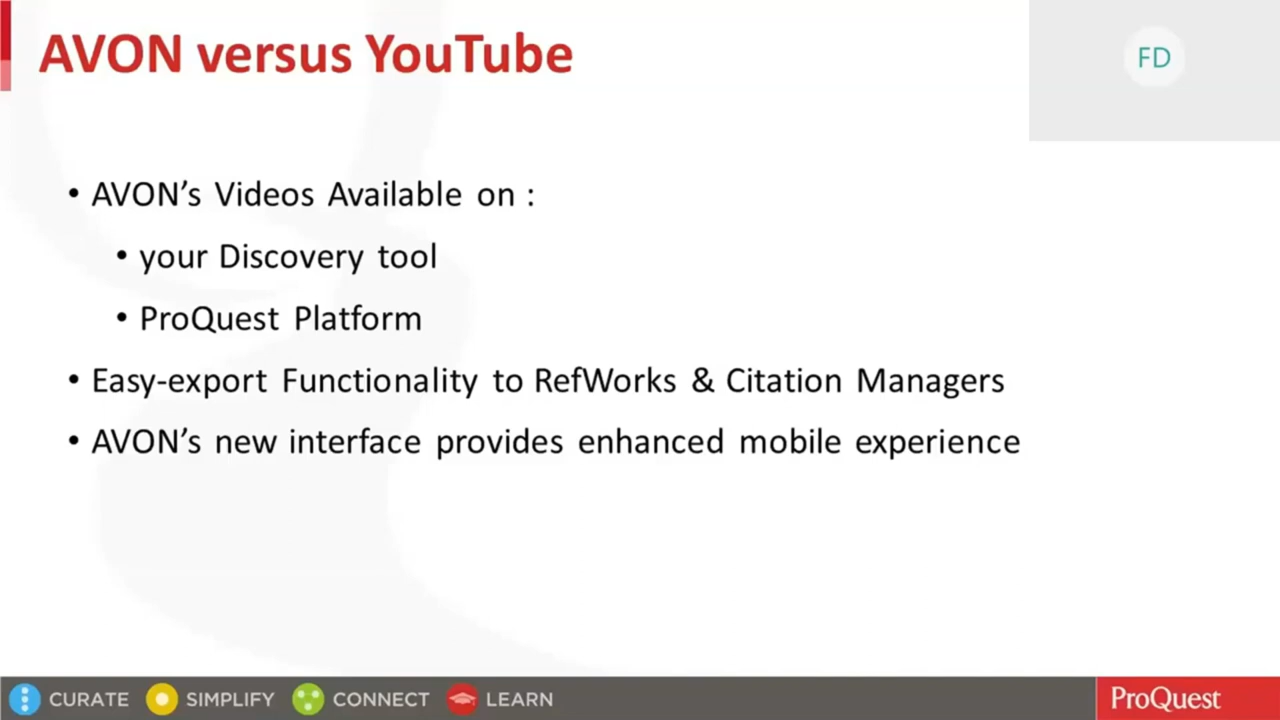 AVON versus YouTube
FD
• AVON’s Videos Available on :
• your Discovery tool
• ProQuest Platform
• Easy-export Functionality to RefWorks & Citation Managers
• AVON’s new interface provides enhanced mobile experience
CURATE SIMPLIFY CONNECT LEARN
ProQuest